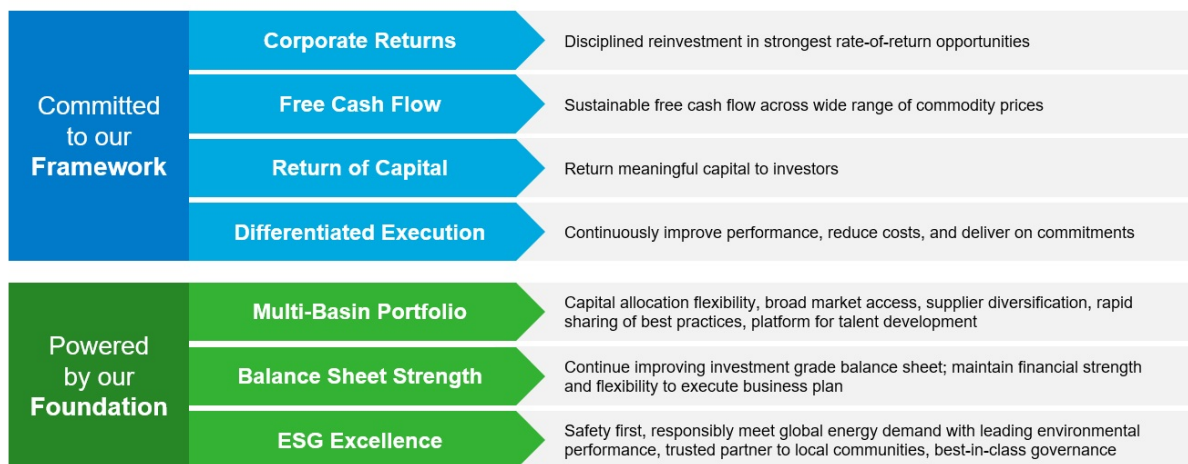 Committed
to our
Framework
Corporate Returns
Disciplined reinvestment in strongest rate-of-return opportunities
Free Cash Flow
Sustainable free cash flow across wide range of commodity prices
Return of Capital
Return meaningful capital to investors
Differentiated Execution
Continuously improve performance, reduce costs, and deliver on commitments
Powered
by our
Foundation
Multi-Basin Portfolio
Capital allocation flexibility, broad market access, supplier diversification, rapid
sharing of best practices, platform for talent development
Balance Sheet Strength
Continue improving investment grade balance sheet; maintain financial strength
and flexibility to execute business plan
ESG Excellence
Safety first, responsibly meet global energy demand with leading environmental
performance, trusted partner to local communities, best-in-class governance